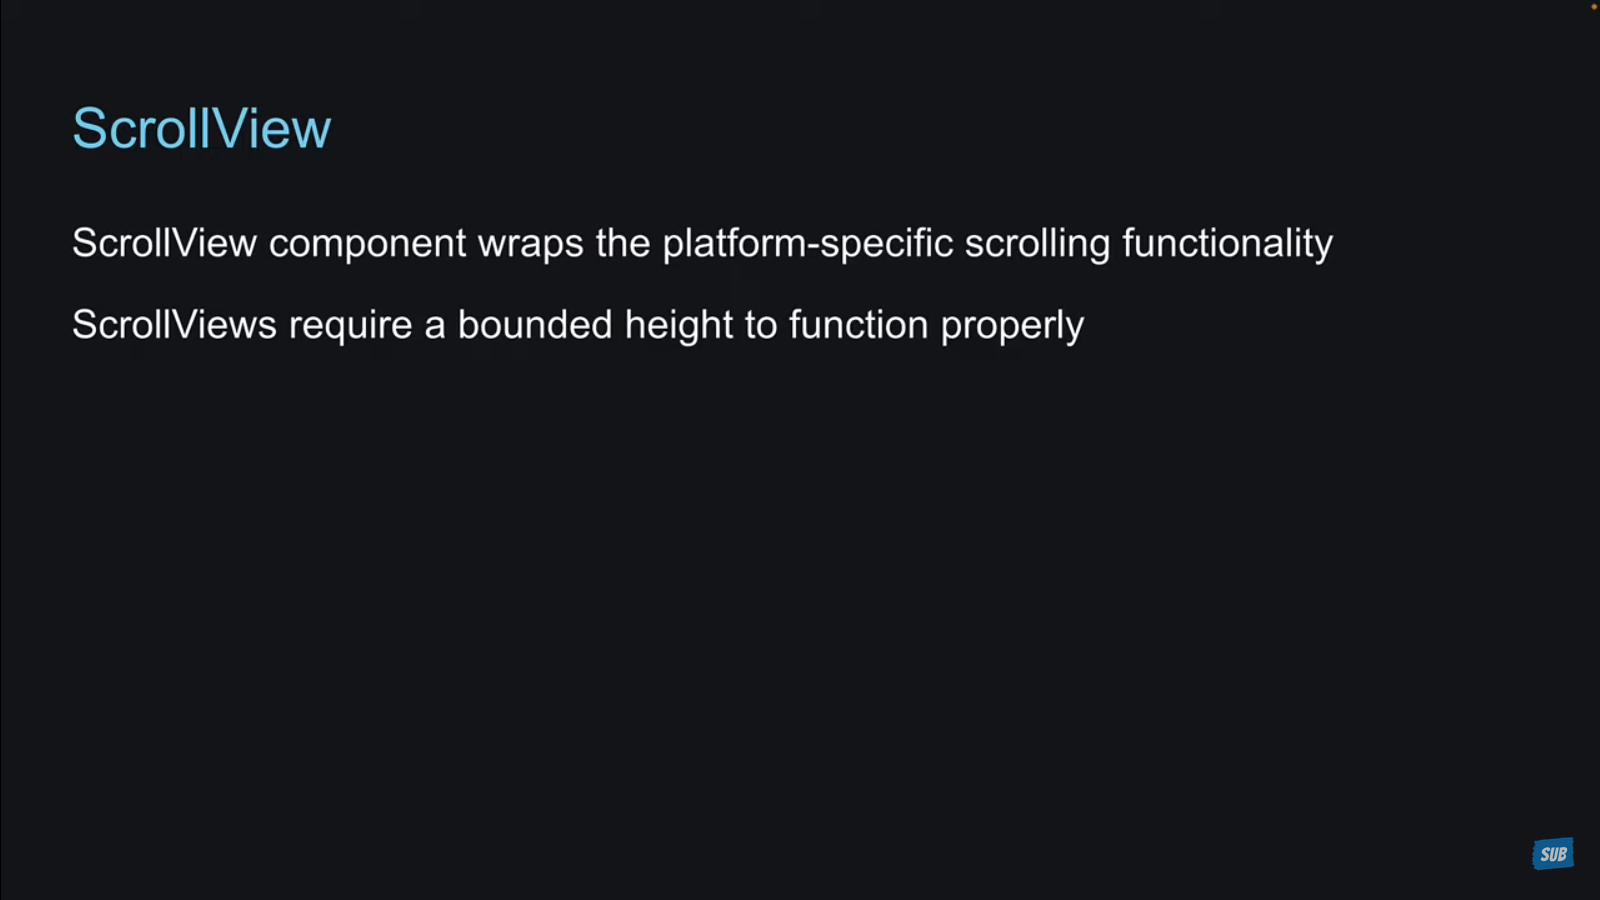 ScrollView
ScrollView component wraps the platform-specific scrolling functionality
ScrollViews require a bounded height to function properly
SUB